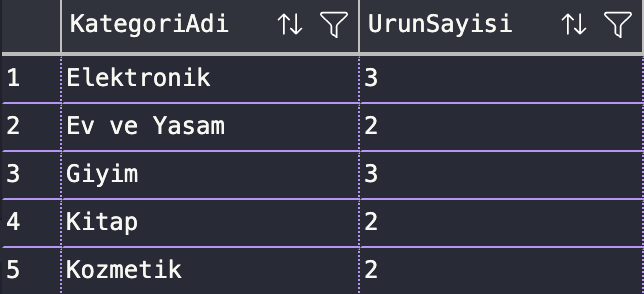 KategoriAdi UrunSayisi
1 Elektronik 3
2 Ev ve Yasam 2
3 Giyim 3
4 Kitap 2
5 Kozmetik 2